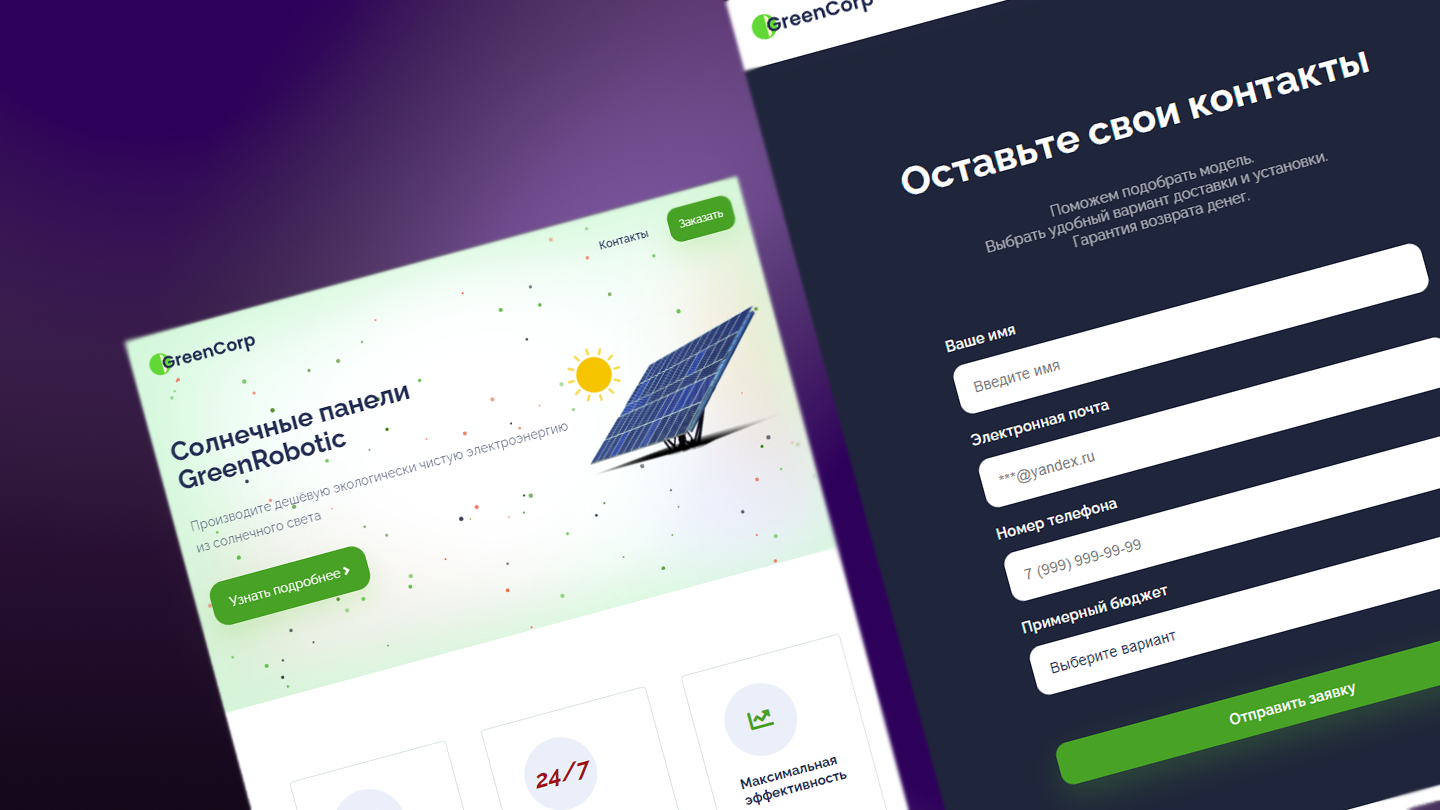 GreenCorp
Контакты
Заказать
Солнечные панели
GreenRobotic
Производите дешёвую экологически чистую электроэнергию
из солнечного света
Узнать подробнее
24/7
Максимальная
эффективность
GreenCorp
Оставьте свои контакты
Поможем подобрать модель.
Выбрать удобный вариант доставки и установки.
Гарантия возврата денег.
Ваше имя
Введите имя
Электронная почта
***@yandex.ru
Номер телефона
7 (999) 999-99-99
Примерный бюджет
Выберите вариант
Отправить заявку